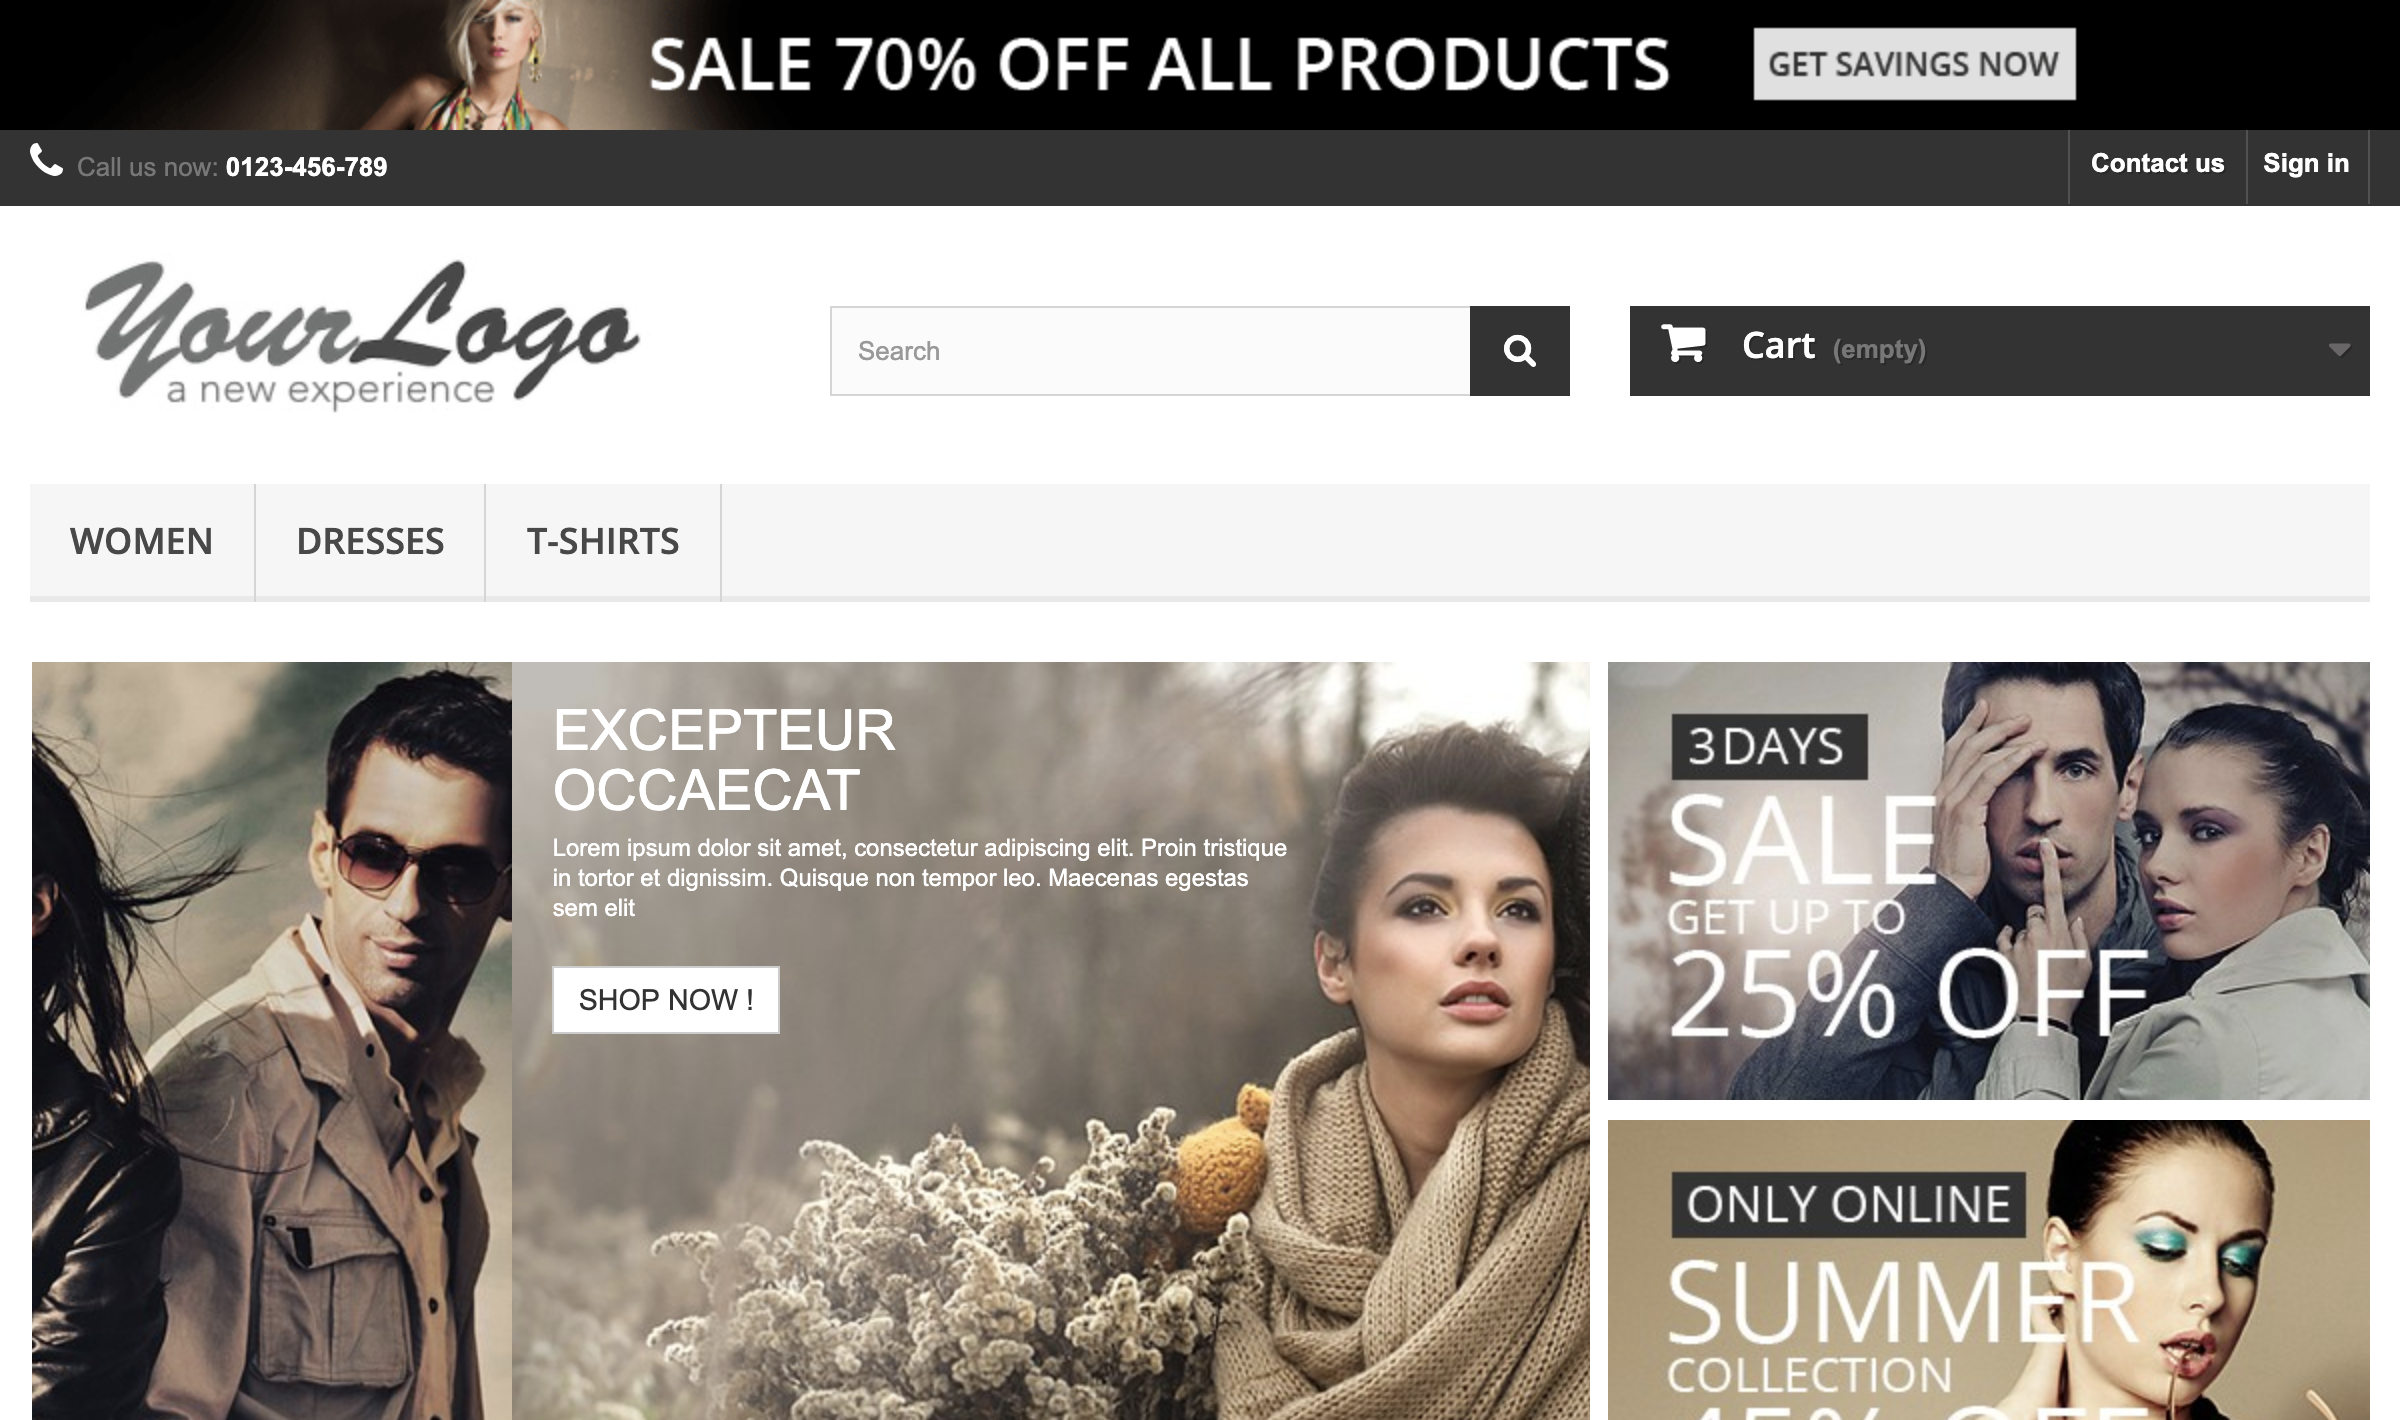 SALE 70% OFF ALL PRODUCTS
GET SAVINGS NOW
Call us now: 0123-456-789
Contact us
Sign in
YourLogo
a new experience
Search
Cart (empty)
WOMEN
DRESSES
T-SHIRTS
EXCEPTEUR
OCCAECAT
Lorem ipsum dolor sit amet, consectetur adipiscing elit. Proin tristique
in tortor et dignissim. Quisque non tempor leo. Maecenas egestas
sem elit
SHOP NOW !
3 DAYS
SALE
GET UP TO
25% OFF
ONLY ONLINE
SUMMER
COLLECTION
45% OFF